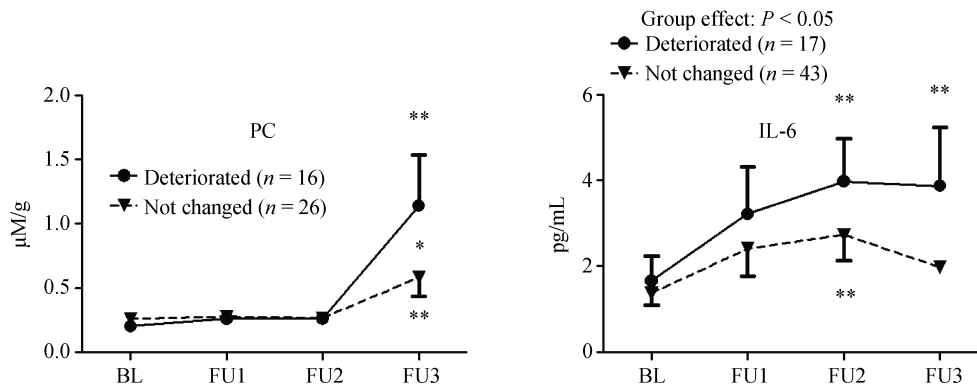 PC
Deteriorated (n = 16)
Not changed (n = 26)
μM/g
2.0
1.5
1.0
0.5
0.0
**
*
**
BL FU1 FU2 FU3
Group effect: P < 0.05
Deteriorated (n = 17)
Not changed (n = 43)
IL-6
pg/mL
6
4
2
0
** **
**
BL FU1 FU2 FU3